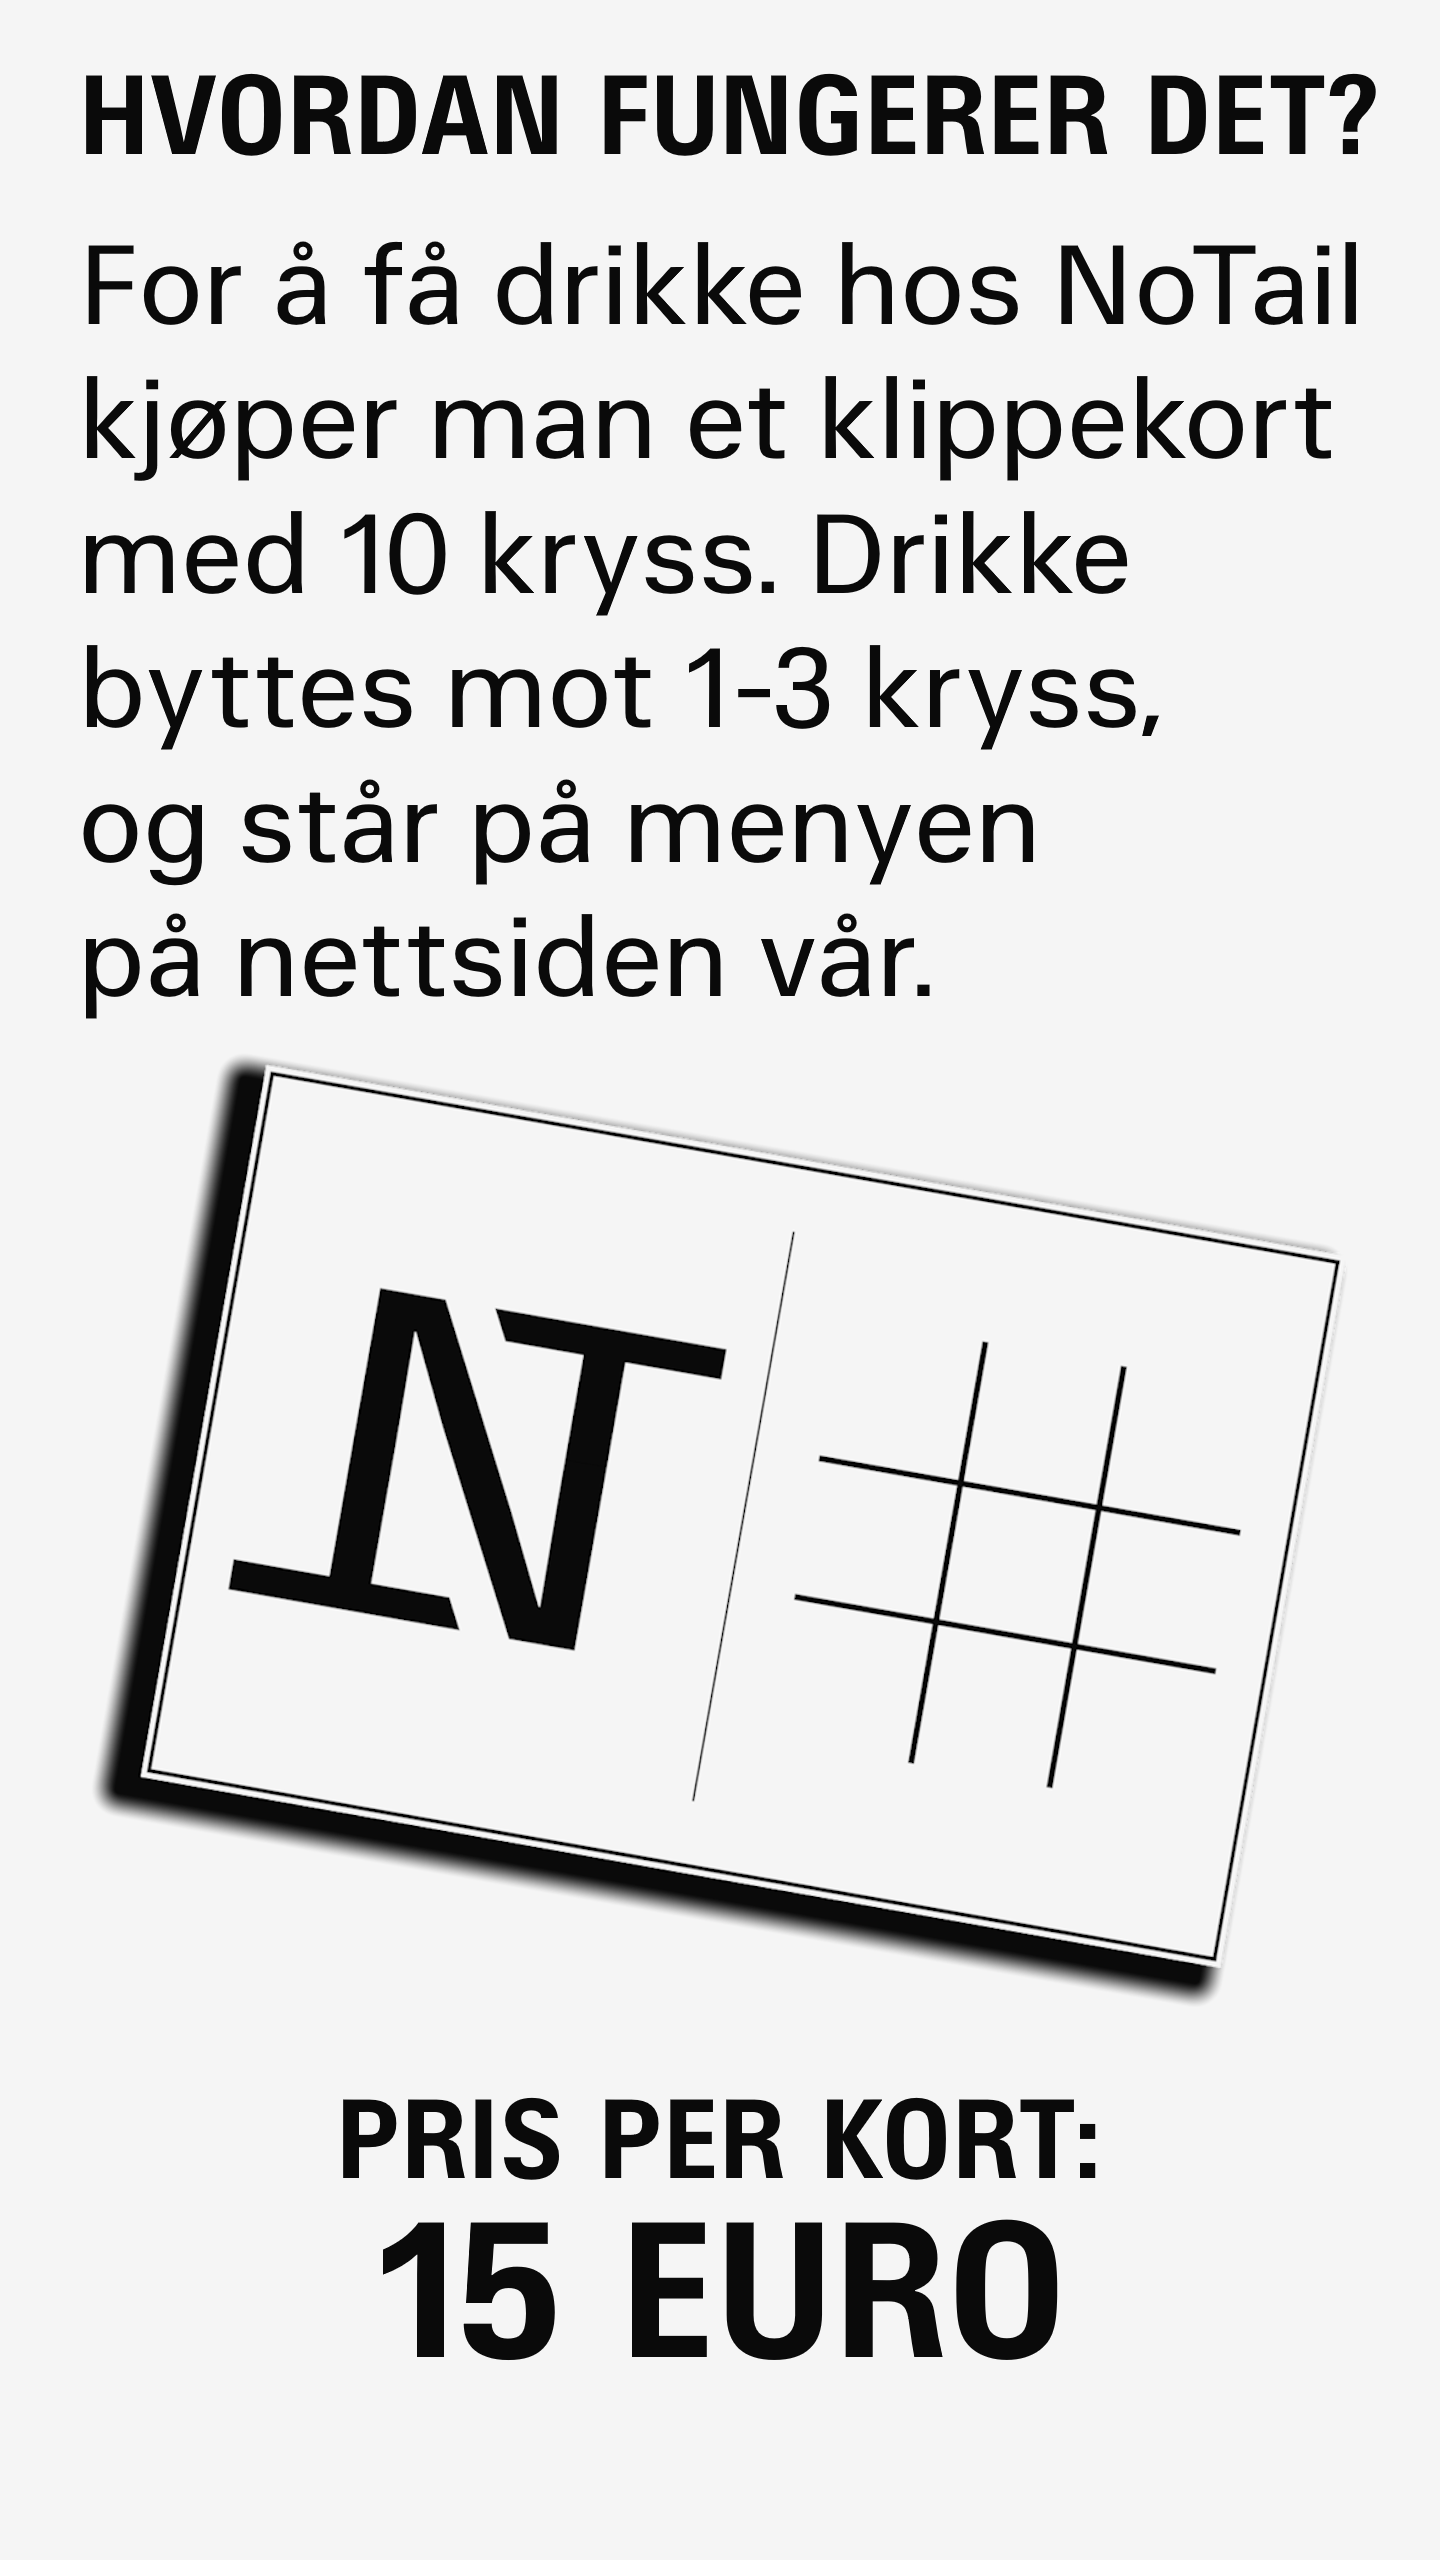 HVORDAN FUNGERER DET?
For å få drikke hos NoTail
kjøper man et klippekort
med 10 kryss. Drikke
byttes mot 1-3 kryss,
og står på menyen
på nettsiden vår.
NT
PRIS PER KORT:
15 EURO